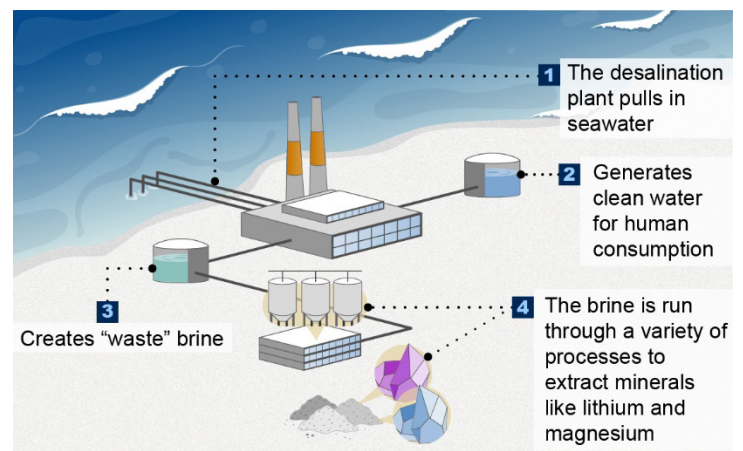 1
The desalination
plant pulls in
seawater
2
Generates
clean water
for human
consumption
3
Creates “waste” brine
4
The brine is run
through a variety of
processes to
extract minerals
like lithium and
magnesium